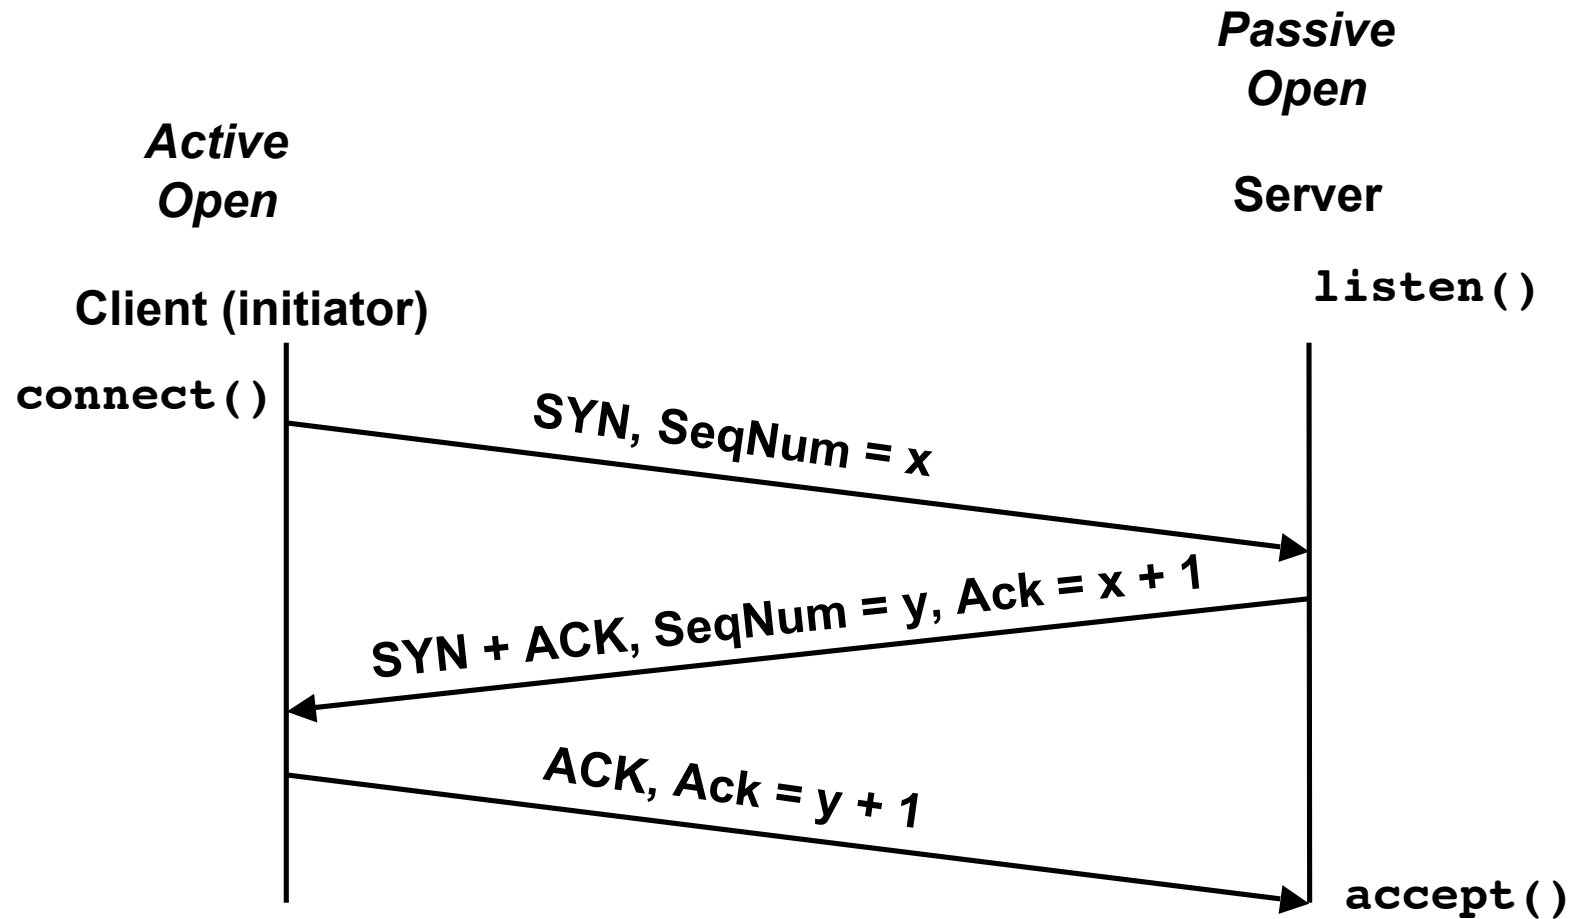 Passive
Open
Active
Open
Server
listen()
Client (initiator)
connect()
SYN, SeqNum = x
SYN + ACK, SeqNum = y, Ack = x + 1
ACK, Ack = y + 1
accept()